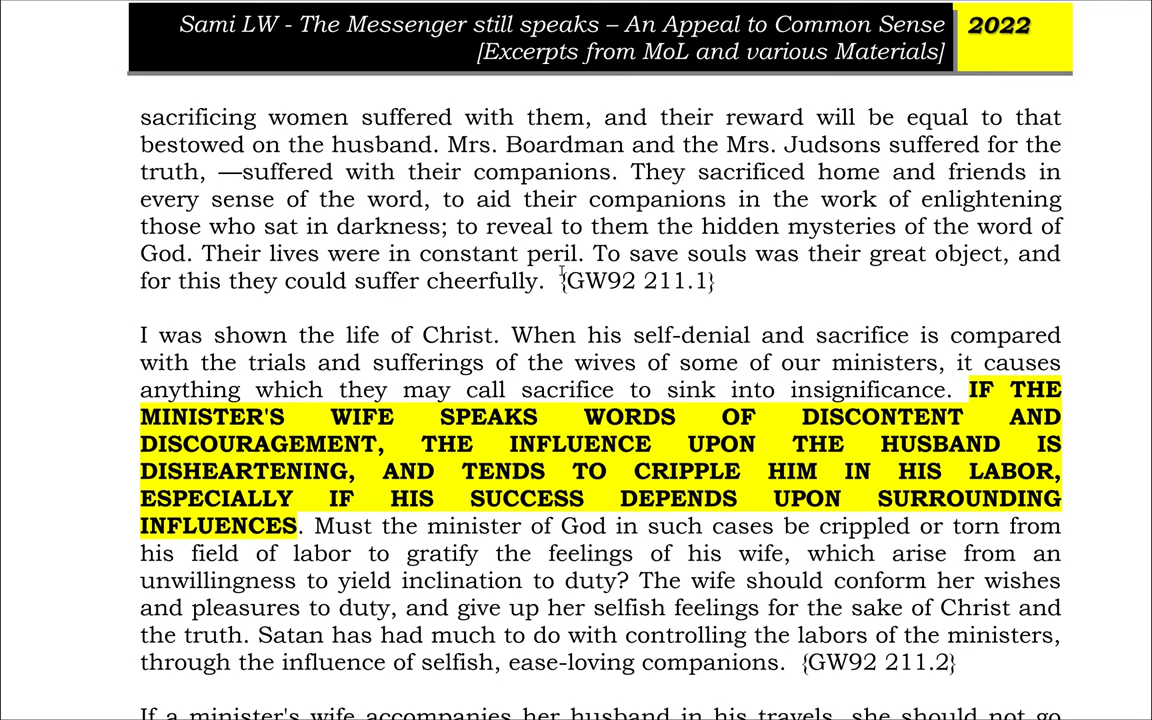 Sami LW - The Messenger still speaks – An Appeal to Common Sense
[Excerpts from MoL and various Materials]
2022
sacrificing women suffered with them, and their reward will be equal to that
bestowed on the husband. Mrs. Boardman and the Mrs. Judsons suffered for the
truth, —suffered with their companions. They sacrificed home and friends in
every sense of the word, to aid their companions in the work of enlightening
those who sat in darkness; to reveal to them the hidden mysteries of the word of
God. Their lives were in constant peril. To save souls was their great object, and
for this they could suffer cheerfully. {GW92 211.1}
I was shown the life of Christ. When his self-denial and sacrifice is compared
with the trials and sufferings of the wives of some of our ministers, it causes
anything which they may call sacrifice to sink into insignificance. IF THE
MINISTER'S WIFE SPEAKS WORDS OF DISCONTENT AND
DISCOURAGEMENT, THE INFLUENCE UPON THE HUSBAND IS
DISHEARTENING, AND TENDS TO CRIPPLE HIM IN HIS LABOR,
ESPECIALLY IF HIS SUCCESS DEPENDS UPON SURROUNDING
INFLUENCES. Must the minister of God in such cases be crippled or torn from
his field of labor to gratify the feelings of his wife, which arise from an
unwillingness to yield inclination to duty? The wife should conform her wishes
and pleasures to duty, and give up her selfish feelings for the sake of Christ and
the truth. Satan has had much to do with controlling the labors of the ministers,
through the influence of selfish, ease-loving companions. {GW92 211.2}
If a minister's wife accompanies her husband in his travels, she should not go